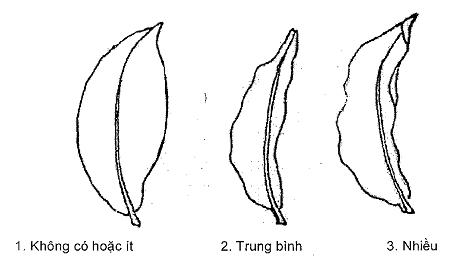 1. Không có hoặc ít 2. Trung bình 3. Nhiều